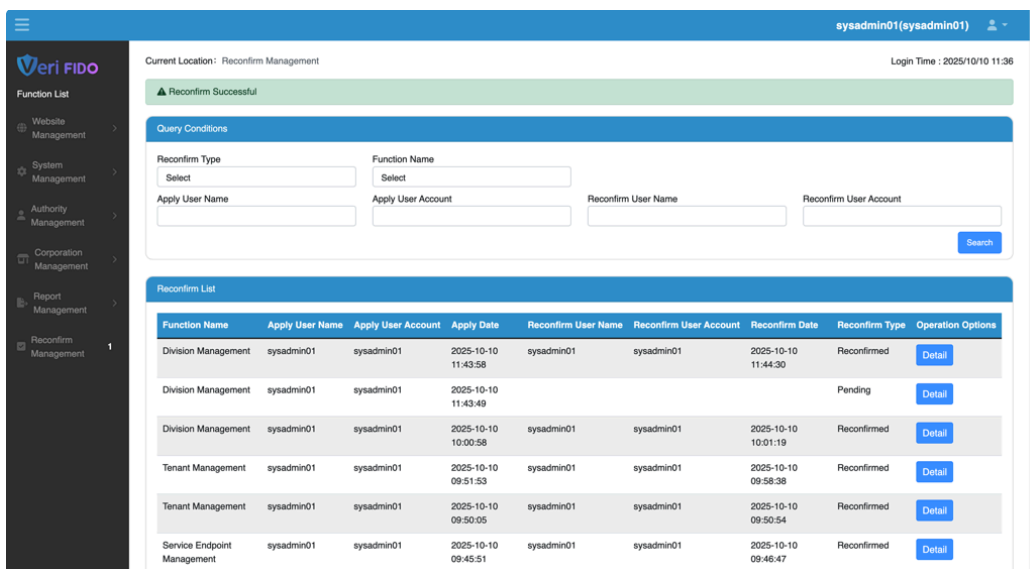 sysadmin01(sysadmin01)
Veri FIDO
Function List
Website
Management
System
Management
Authority
Management
Corporation
Management
Report
Management
Reconfirm
Management 1
Current Location: Reconfirm Management
Login Time : 2025/10/10 11:36
Reconfirm Successful
Query Conditions
Reconfirm Type Function Name
Select Select
Apply User Name Apply User Account Reconfirm User Name Reconfirm User Account
Search
Reconfirm List
Function Name Apply User Name Apply User Account Apply Date Reconfirm User Name Reconfirm User Account Reconfirm Date Reconfirm Type Operation Options
Division Management sysadmin01 sysadmin01 2025-10-10 sysadmin01 sysadmin01 2025-10-10 Reconfirmed Detail
11:43:58 11:44:30
Division Management sysadmin01 sysadmin01 2025-10-10 Pending Detail
11:43:49
Division Management sysadmin01 sysadmin01 2025-10-10 sysadmin01 sysadmin01 2025-10-10 Reconfirmed Detail
10:00:58 10:01:19
Tenant Management sysadmin01 sysadmin01 2025-10-10 sysadmin01 sysadmin01 2025-10-10 Reconfirmed Detail
09:51:53 09:58:38
Tenant Management sysadmin01 sysadmin01 2025-10-10 sysadmin01 sysadmin01 2025-10-10 Reconfirmed Detail
09:50:05 09:50:54
Service Endpoint sysadmin01 sysadmin01 2025-10-10 sysadmin01 sysadmin01 2025-10-10 Reconfirmed Detail
Management 09:45:51 09:46:47